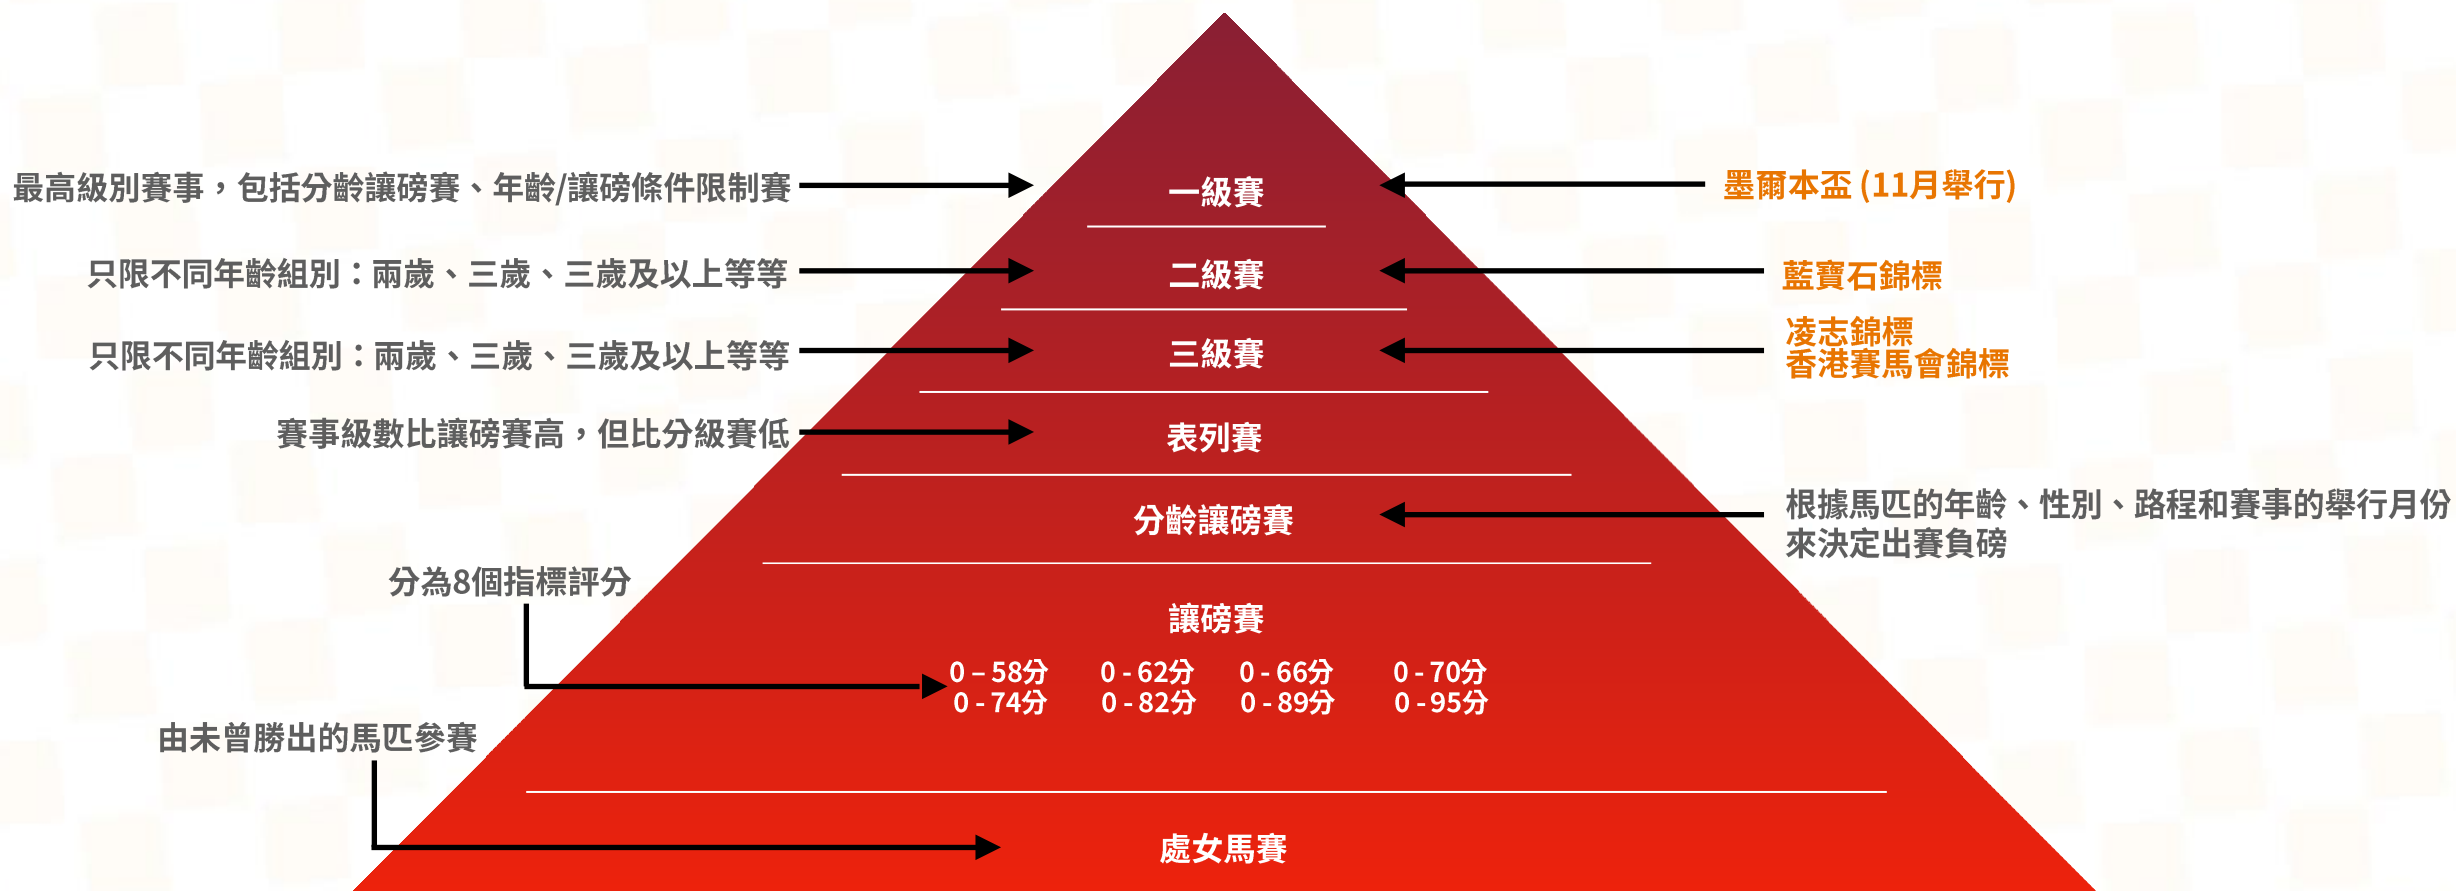 最高級別賽事，包括分齡讓磅賽、年齡/讓磅條件限制賽
一級賽
墨爾本盃 (11月舉行)
只限不同年齡組別：兩歲、三歲、三歲及以上等等
二級賽
藍寶石錦標
只限不同年齡組別：兩歲、三歲、三歲及以上等等
三級賽
凌志錦標
香港賽馬會錦標
賽事級數比讓磅賽高，但比分級賽低
表列賽
分齡讓磅賽
根據馬匹的年齡、性別、路程和賽事的舉行月份
來決定出賽負磅
分為8個指標評分
讓磅賽
0 – 58分 0 - 62分 0 - 66分 0 - 70分
0 - 74分 0 - 82分 0 - 89分 0 - 95分
由未曾勝出的馬匹參賽
處女馬賽